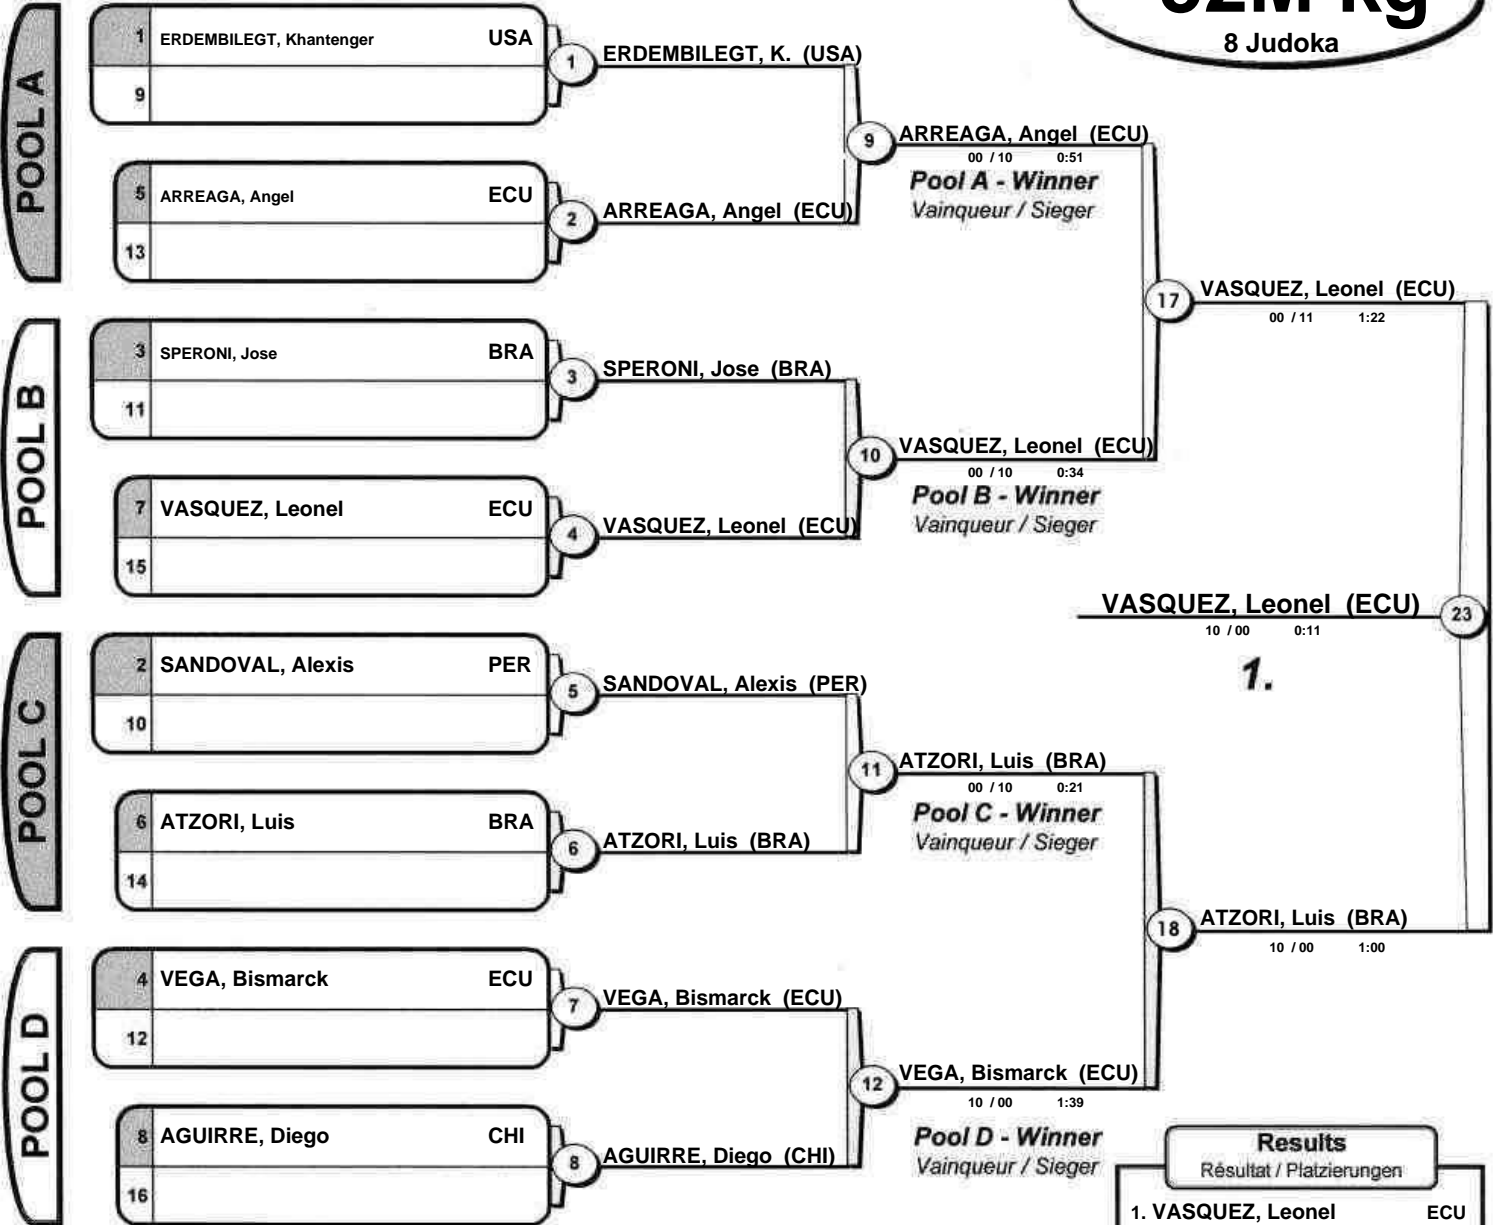 8 Judoka
POOL A
1 ERDEMBILEGT, Khantenger USA
9
5 ARREAGA, Angel ECU
13
1 ERDEMBILEGT, K. (USA)
2 ARREAGA, Angel (ECU)
9 ARREAGA, Angel (ECU)
00 / 10 0:51
Pool A - Winner
Vainqueur / Sieger
POOL B
3 SPERONI, Jose BRA
11
7 VASQUEZ, Leonel ECU
15
3 SPERONI, Jose (BRA)
4 VASQUEZ, Leonel (ECU)
10 VASQUEZ, Leonel (ECU)
00 / 10 0:34
Pool B - Winner
Vainqueur / Sieger
17 VASQUEZ, Leonel (ECU)
00 / 11 1:22
POOL C
2 SANDOVAL, Alexis PER
10
6 ATZORI, Luis BRA
14
5 SANDOVAL, Alexis (PER)
6 ATZORI, Luis (BRA)
11 ATZORI, Luis (BRA)
00 / 10 0:21
Pool C - Winner
Vainqueur / Sieger
POOL D
4 VEGA, Bismarck ECU
12
8 AGUIRRE, Diego CHI
16
7 VEGA, Bismarck (ECU)
8 AGUIRRE, Diego (CHI)
12 VEGA, Bismarck (ECU)
10 / 00 1:39
Pool D - Winner
Vainqueur / Sieger
18 ATZORI, Luis (BRA)
10 / 00 1:00
VASQUEZ, Leonel (ECU) 23
10 / 00 0:11
1.
Results
Résultat / Platzierungen
1. VASQUEZ, Leonel ECU